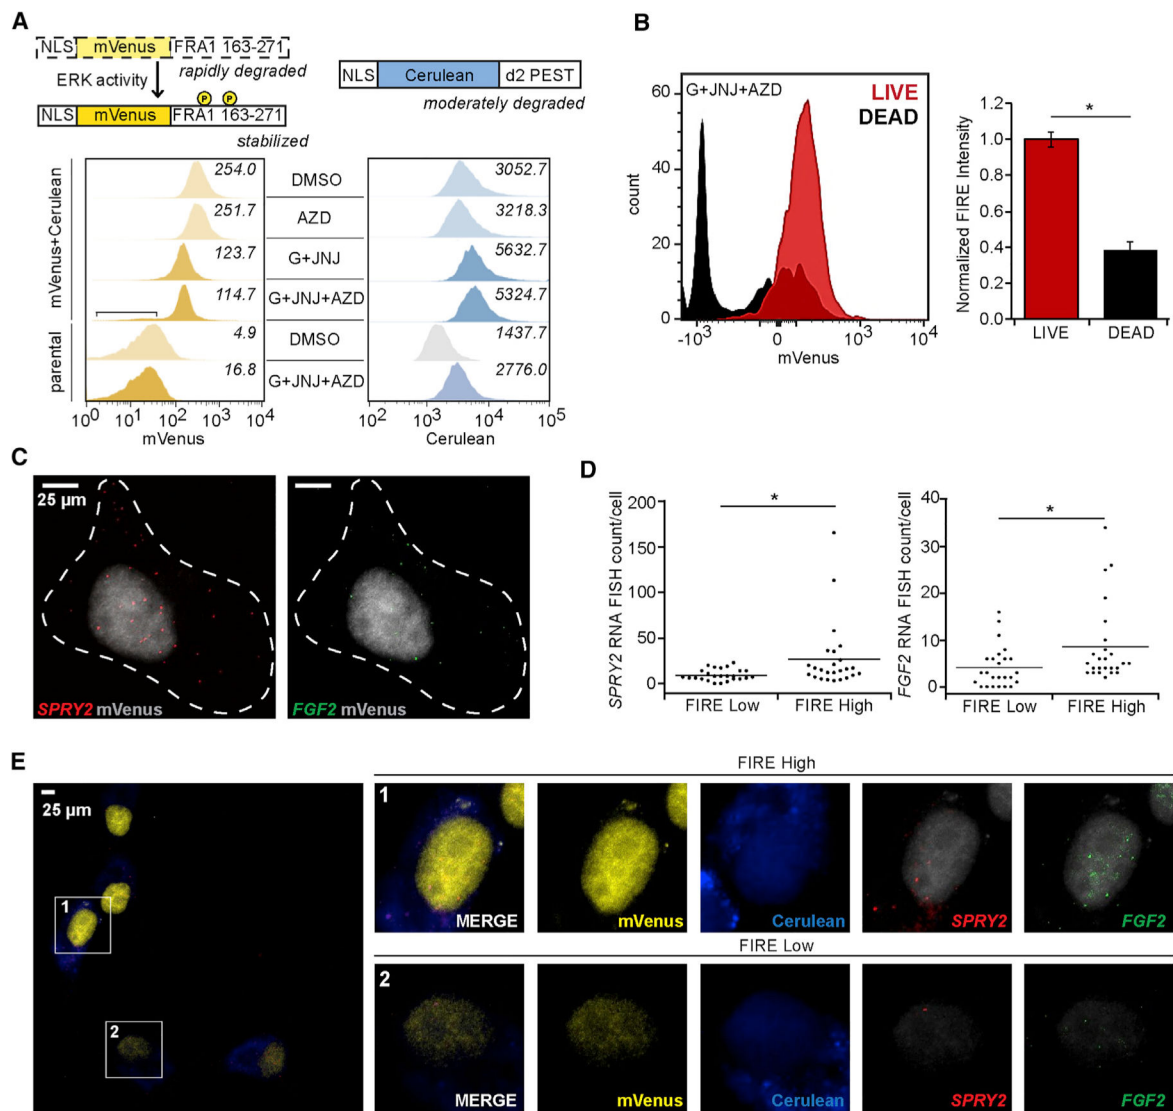 A
NLS mVenus FRA1 163-271
ERK activity rapidly degraded
P P
NLS mVenus FRA1 163-271
stabilized
NLS Cerulean d2 PEST
moderately degraded
mVenus+Cerulean
parental
254.0 DMSO 3052.7
251.7 AZD 3218.3
123.7 G+JNJ 5632.7
114.7 G+JNJ+AZD 5324.7
4.9 DMSO 1437.7
16.8 G+JNJ+AZD 2776.0
10⁰ 10¹ 10² 10³ 10⁴
mVenus
10² 10³ 10⁴ 10⁵
Cerulean
B
G+JNJ+AZD LIVE
DEAD
count
60
40
20
0
-10³ 0 10³ 10⁴
mVenus
Normalized FIRE Intensity
1.2
1.0
0.8
0.6
0.4
0.2
0.0
*
LIVE DEAD
C
25 µm
SPRY2 mVenus
FGF2 mVenus
D
SPRY2 RNA FISH count/cell
200
150
100
50
0
*
FIRE Low FIRE High
FGF2 RNA FISH count/cell
40
30
20
10
0
*
FIRE Low FIRE High
E
25 µm
1
2
FIRE High
1
MERGE mVenus Cerulean SPRY2 FGF2
FIRE Low
2
MERGE mVenus Cerulean SPRY2 FGF2